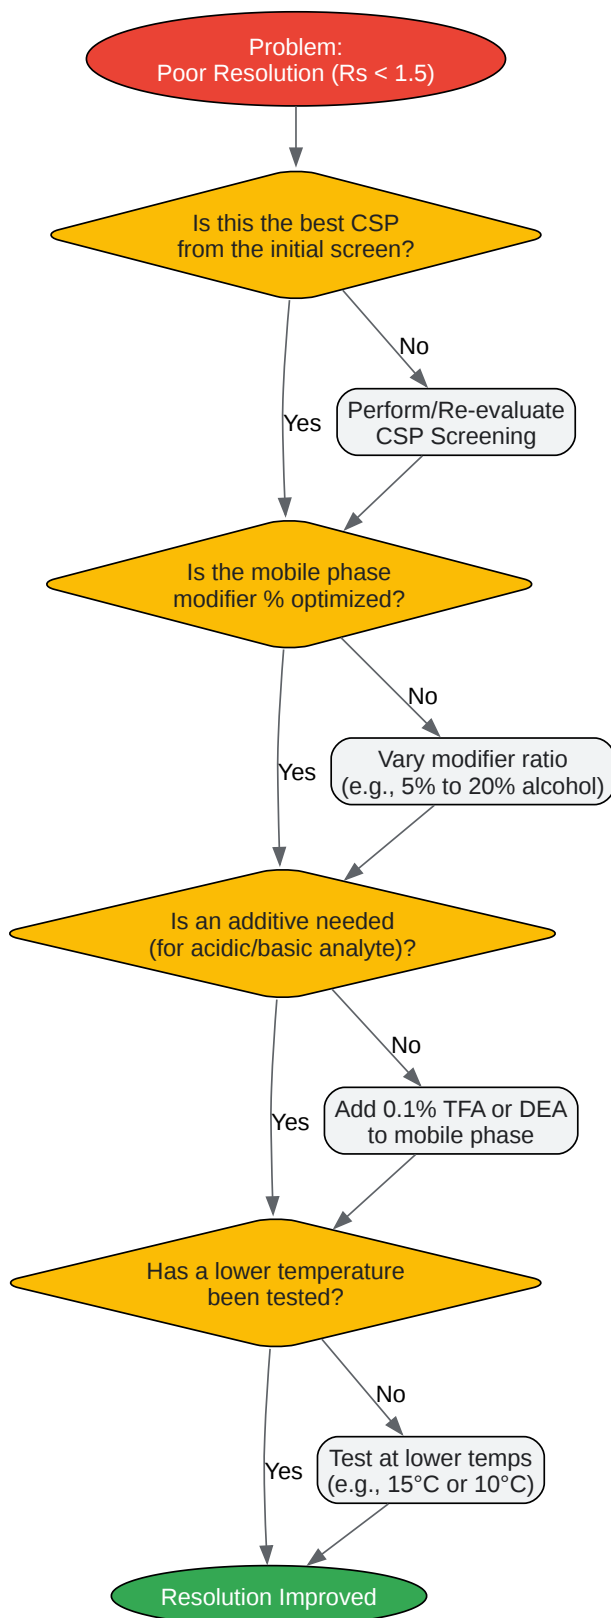 Problem:
Poor Resolution (Rs < 1.5)
Is this the best CSP
from the initial screen?
No
Yes
Perform/Re-evaluate
CSP Screening
Is the mobile phase
modifier % optimized?
No
Yes
Vary modifier ratio
(e.g., 5% to 20% alcohol)
Is an additive needed
(for acidic/basic analyte)?
No
Yes
Add 0.1% TFA or DEA
to mobile phase
Has a lower temperature
been tested?
No
Yes
Test at lower temps
(e.g., 15°C or 10°C)
Resolution Improved